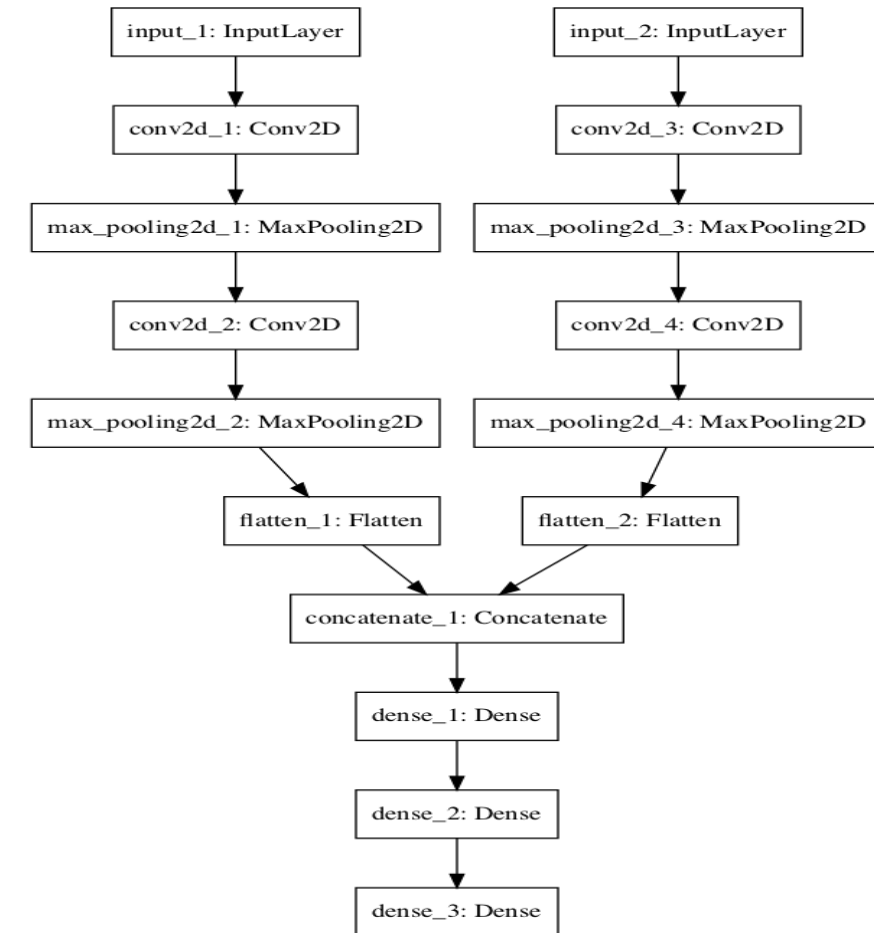 input_1: InputLayer
input_2: InputLayer
conv2d_1: Conv2D
conv2d_3: Conv2D
max_pooling2d_1: MaxPooling2D
max_pooling2d_3: MaxPooling2D
conv2d_2: Conv2D
conv2d_4: Conv2D
max_pooling2d_2: MaxPooling2D
max_pooling2d_4: MaxPooling2D
flatten_1: Flatten
flatten_2: Flatten
concatenate_1: Concatenate
dense_1: Dense
dense_2: Dense
dense_3: Dense